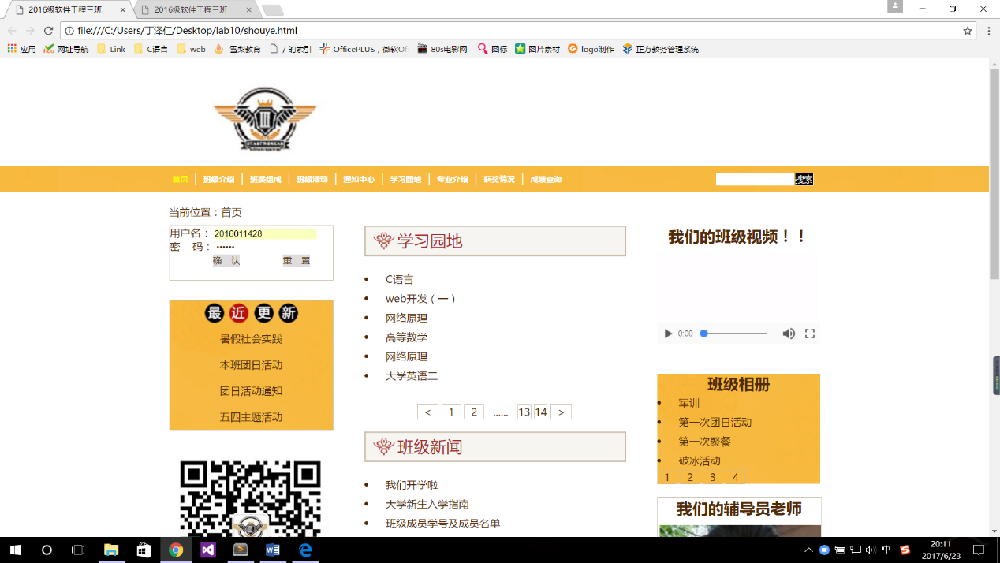 2016级软件工程三班
2016级软件工程三班
file:///C:/Users/丁泽仁/Desktop/lab10/shouye.html
应用 网址导航 Link C语言 web 雪梨教育 / 的索引 OfficePLUS，微软Of 80s电影网 图标 图片素材 logo制作 正方教务管理系统
首页 班级介绍 班委组成 班级活动 通知中心 学习园地 专业介绍 获奖情况 成绩查询 搜索
当前位置：首页
用户名： 2016011428
密 码： ••••••
确 认 重 置
最近更新
暑假社会实践
本班团日活动
团日活动通知
五四主题活动
学习园地
C语言
web开发（一）
网络原理
高等数学
网络原理
大学英语二
< 1 2 ...... 13 14 >
班级新闻
我们开学啦
大学新生入学指南
班级成员学号及成员名单
我们的班级视频！！
0:00
班级相册
军训
第一次团日活动
第一次聚餐
破冰活动
1 2 3 4
我们的辅导员老师
中
20:11
2017/6/23